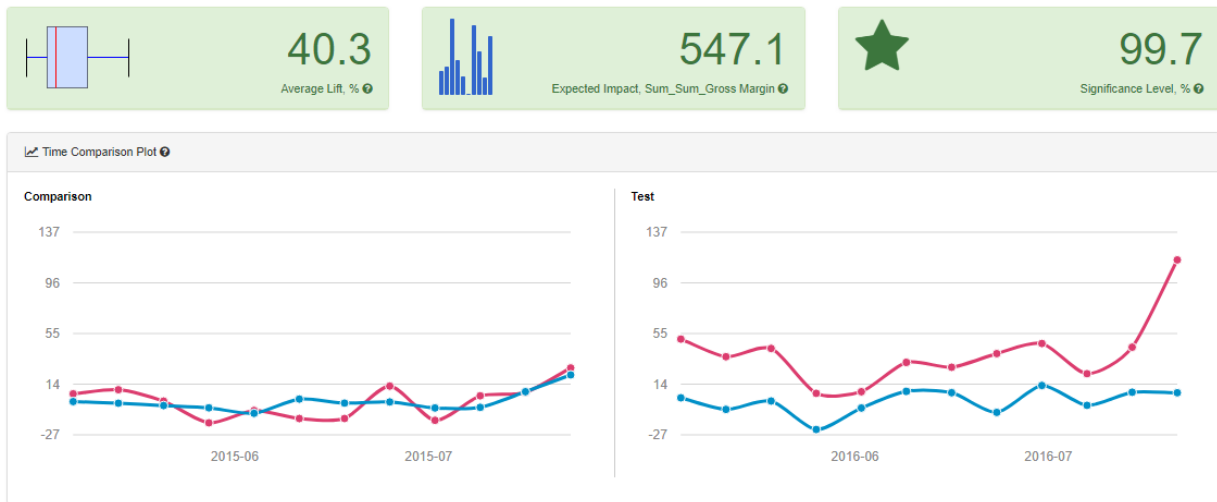 40.3
Average Lift, %
547.1
Expected Impact, Sum_Sum_Gross Margin
99.7
Significance Level, %
Time Comparison Plot
Comparison
137
96
55
14
-27
2015-06 2015-07
Test
137
96
55
14
-27
2016-06 2016-07